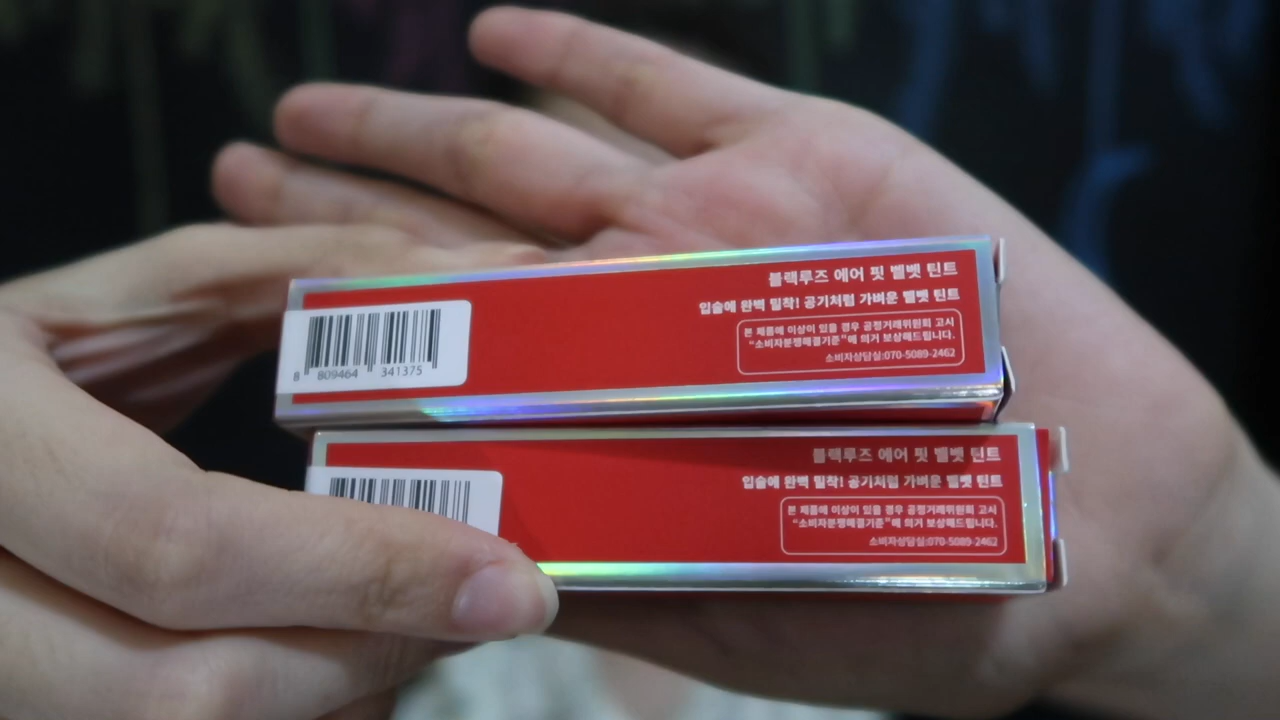 블랙루즈 에어 핏 벨벳 틴트
입술에 완벽 밀착! 공기처럼 가벼운 벨벳 틴트
본 제품에 이상이 있을 경우 공정거래위원회 고시
“소비자분쟁해결기준”에 의거 보상해드립니다.
소비자상담실:070-5089-2462
8 809464 341375
블랙루즈 에어 핏 벨벳 틴트
입술에 완벽 밀착! 공기처럼 가벼운 벨벳 틴트
본 제품에 이상이 있을 경우 공정거래위원회 고시
“소비자분쟁해결기준”에 의거 보상해드립니다.
소비자상담실:070-5089-2462